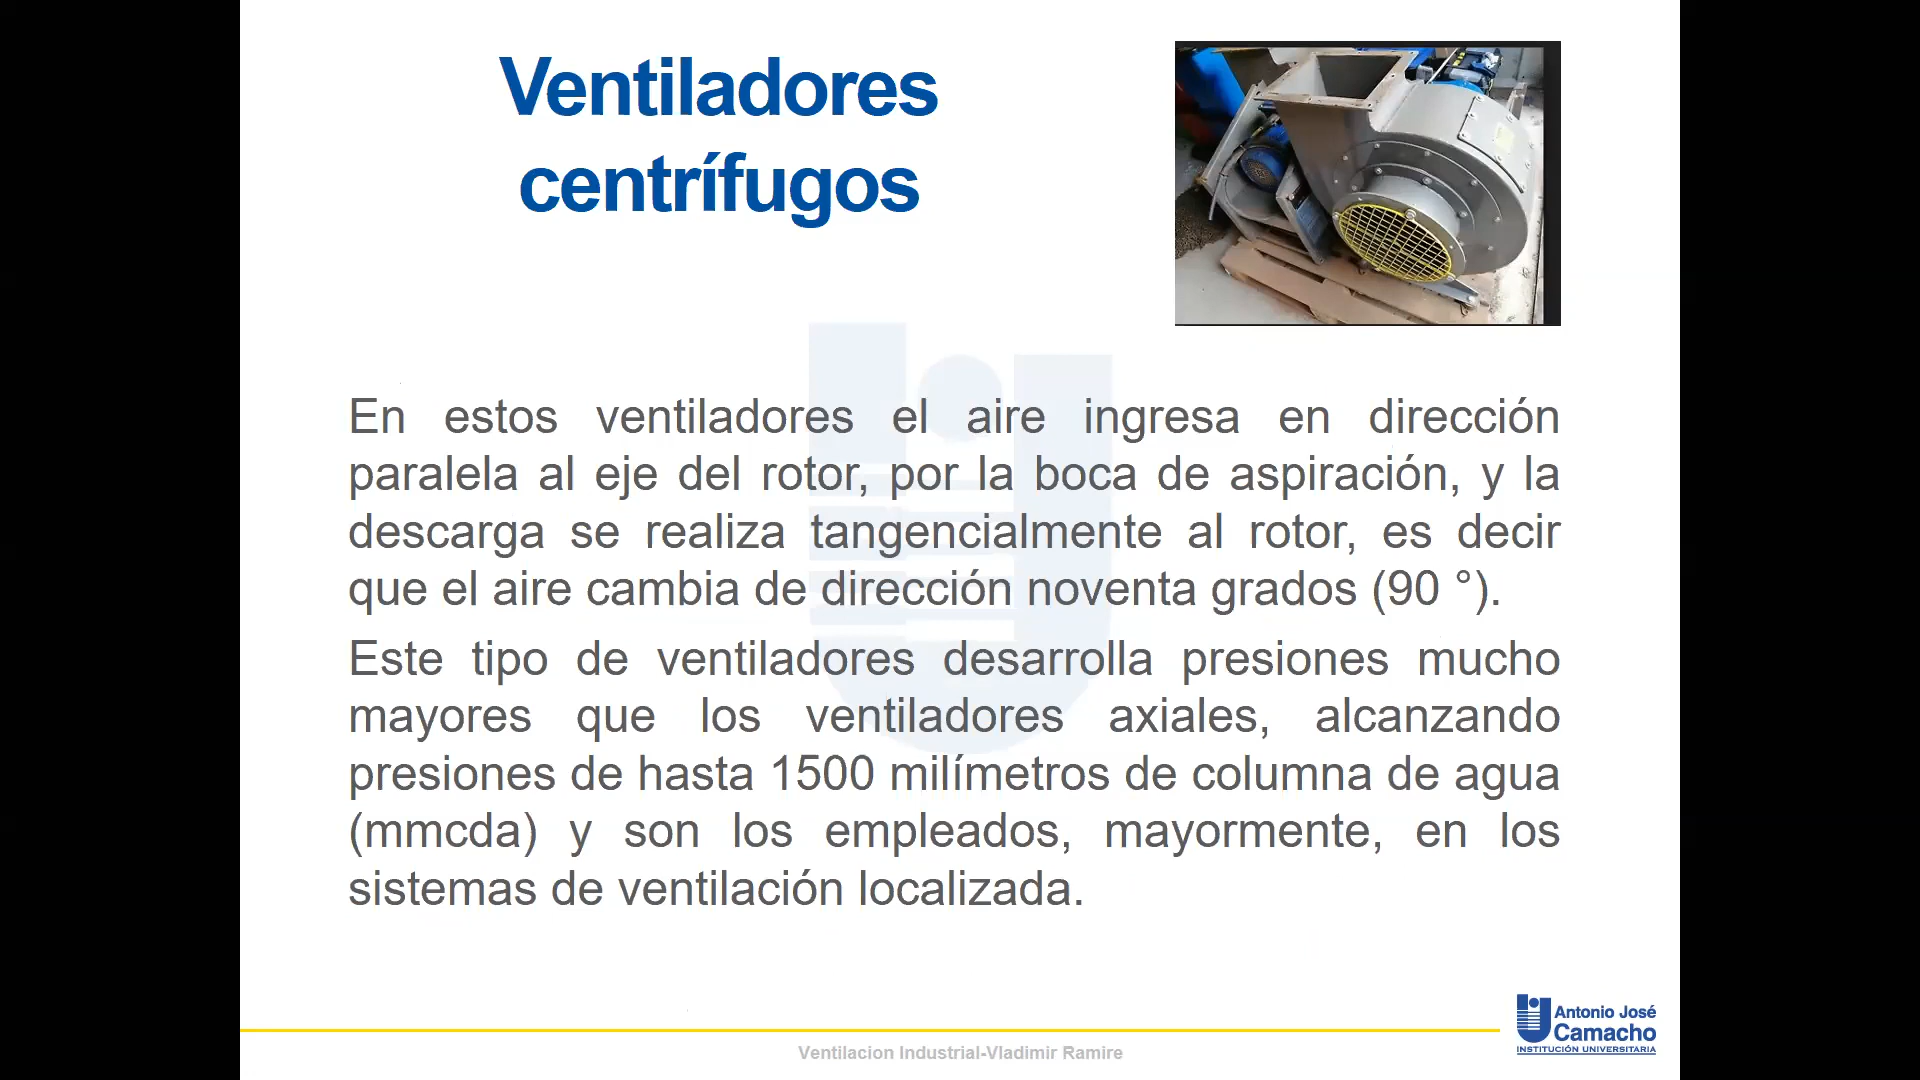 Ventiladores
centrífugos
En estos ventiladores el aire ingresa en dirección
paralela al eje del rotor, por la boca de aspiración, y la
descarga se realiza tangencialmente al rotor, es decir
que el aire cambia de dirección noventa grados (90 °).
Este tipo de ventiladores desarrolla presiones mucho
mayores que los ventiladores axiales, alcanzando
presiones de hasta 1500 milímetros de columna de agua
(mmcda) y son los empleados, mayormente, en los
sistemas de ventilación localizada.
Ventilacion Industrial-Vladimir Ramire
Antonio José
Camacho
INSTITUCIÓN UNIVERSITARIA